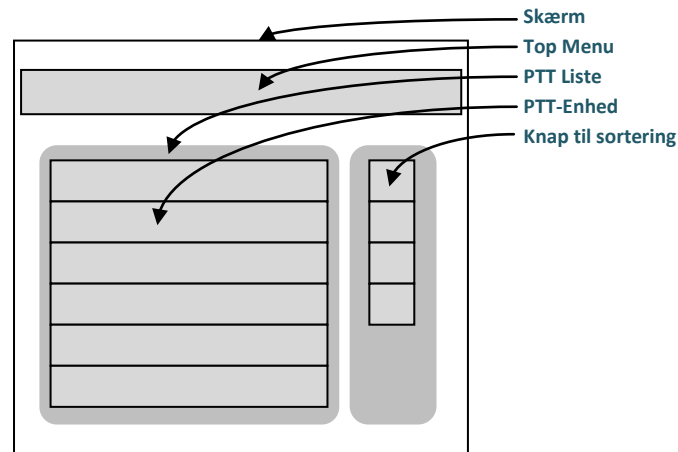 Skærm
Top Menu
PTT Liste
PTT-Enhed
Knap til sortering